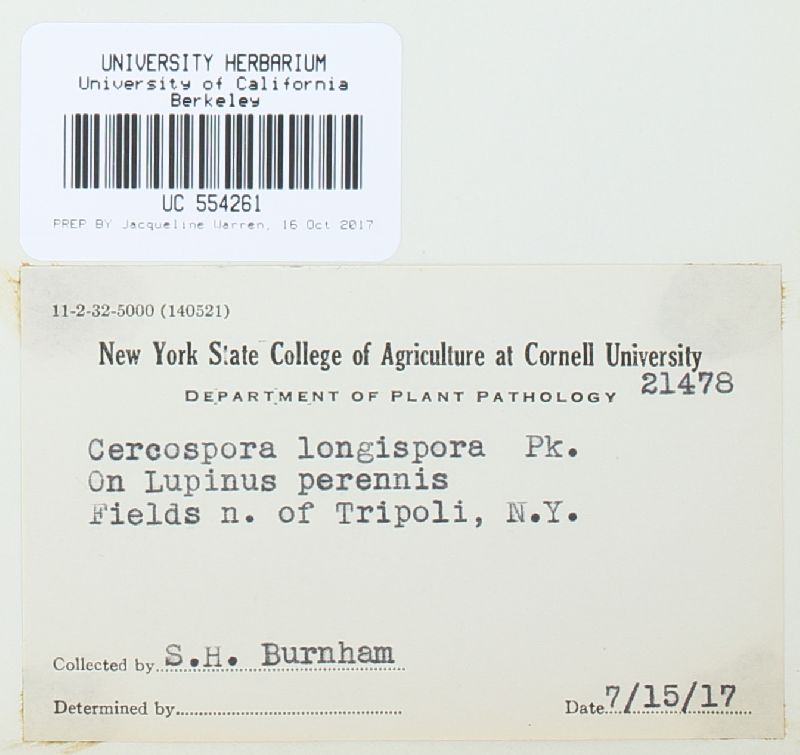 UNIVERSITY HERBARIUM
University of California
Berkeley
UC 554261
PREP BY Jacqueline Warren, 16 Oct 2017
11-2-32-5000 (140521)
New York State College of Agriculture at Cornell University
DEPARTMENT OF PLANT PATHOLOGY 21478
Cercospora longispora Pk.
On Lupinus perennis
Fields n. of Tripoli, N.Y.
Collected by S.H. Burnham
Determined by
Date 7/15/17